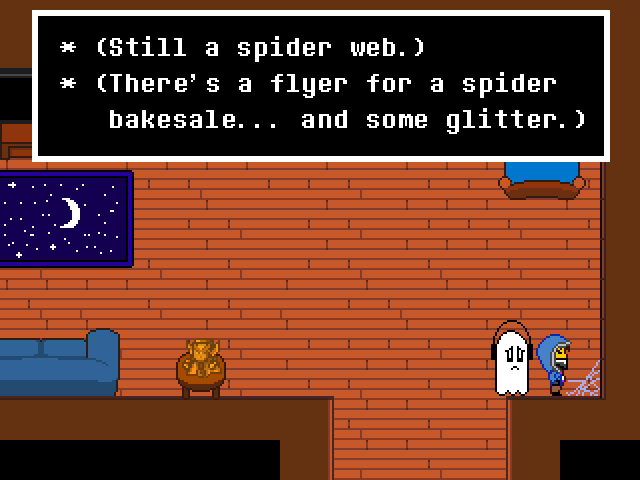 * (Still a spider web.)
* (There's a flyer for a spider
bakesale... and some glitter.)